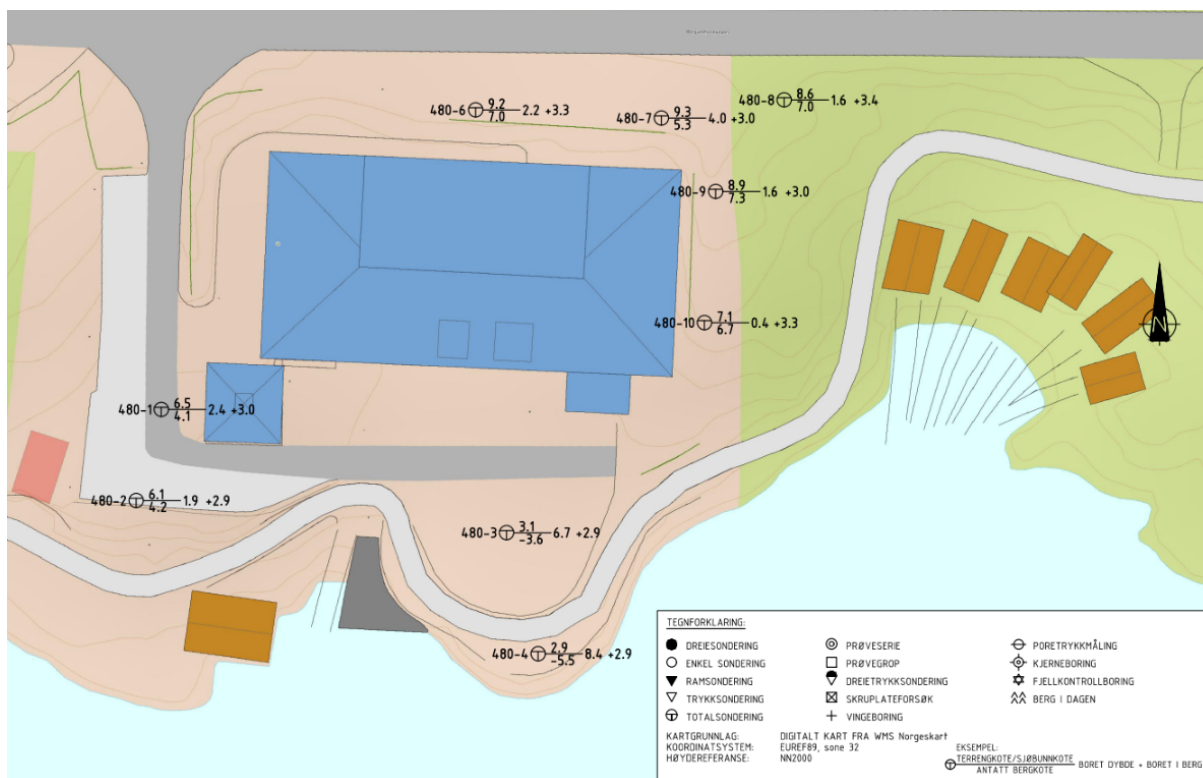 480-6 9.2 2.2 +3.3
7.0
480-7 9.3 4.0 +3.0
5.3
480-8 8.6 1.6 +3.4
7.0
480-9 8.9 1.6 +3.0
7.3
480-10 7.1 0.4 +3.3
6.7
480-1 6.5 2.4 +3.0
4.1
480-2 6.1 1.9 +2.9
4.2
480-3 3.1 6.7 +2.9
-3.6
480-4 2.9 8.4 +2.9
-5.5
N
TEGNFORKLARING:
DREIESONDERING
ENKEL SONDERING
RAMSONDERING
TRYKKSONDERING
TOTALSONDERING
PRØVESERIE
PRØVEGROP
DREIETRYKKSONDERING
SKRUPLATEFORSØK
VINGEBORING
PORETRYKKMÅLING
KJERNEBORING
FJELLKONTROLLBORING
BERG I DAGEN
KARTGRUNNLAG: DIGITALT KART FRA WMS Norgeskart
KOORDINATSYSTEM: EUREF89, sone 32
HØYDEREFERANSE: NN2000
EKSEMPEL:
TERRENGKOTE/SJØBUNNKOTE BORET DYBDE + BORET I BERG
ANTATT BERGKOTE